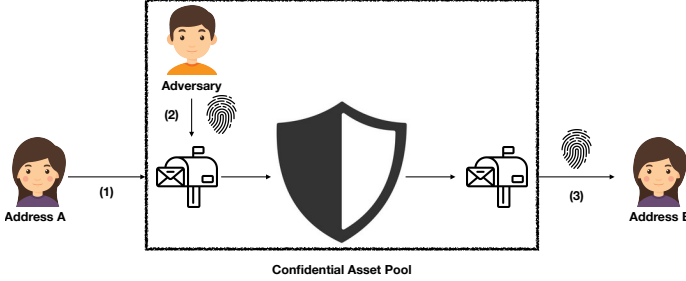 Adversary
(2)
(1)
(3)
Address A
Address B
Confidential Asset Pool